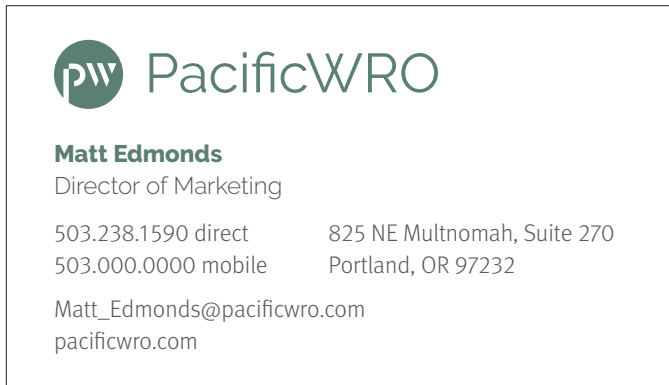 pw PacificWRO
Matt Edmonds
Director of Marketing
503.238.1590 direct
503.000.0000 mobile
825 NE Multnomah, Suite 270
Portland, OR 97232
Matt_Edmonds@pacificwro.com
pacificwro.com